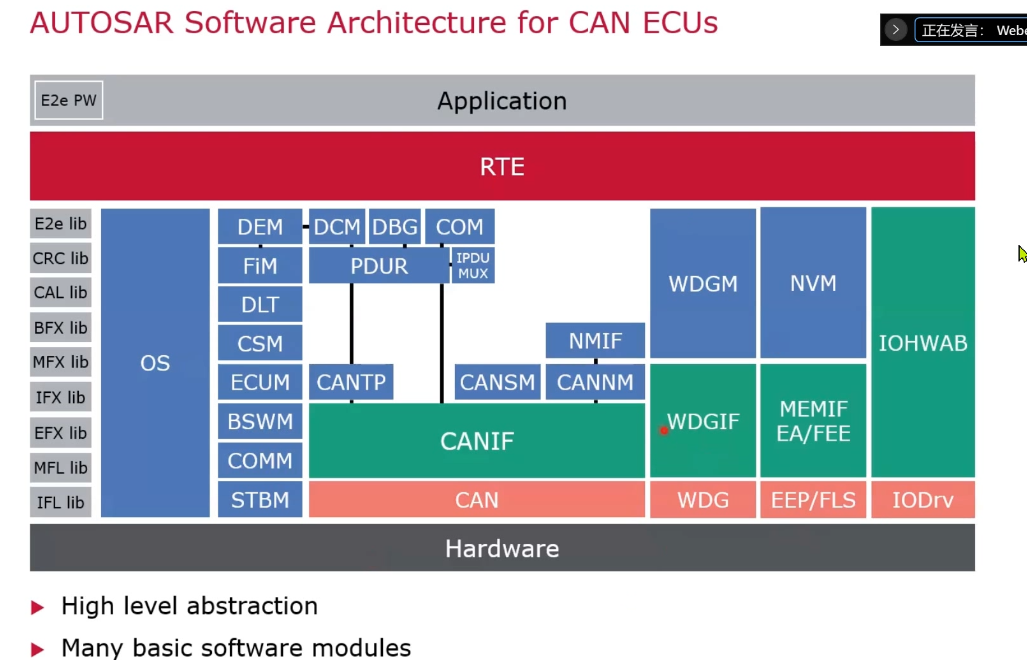 AUTOSAR Software Architecture for CAN ECUs
正在发言： Webe
E2e PW
Application
RTE
E2e lib
CRC lib
CAL lib
BFX lib
MFX lib
IFX lib
EFX lib
MFL lib
IFL lib
OS
DEM
FiM
DLT
CSM
ECUM
BSWM
COMM
STBM
DCM
DBG
COM
PDUR
IPDU
MUX
NMIF
CANTP
CANSM
CANNM
CANIF
CAN
WDGM
WDGIF
WDG
NVM
MEMIF
EA/FEE
EEP/FLS
IOHWAB
IODrv
Hardware
High level abstraction
Many basic software modules